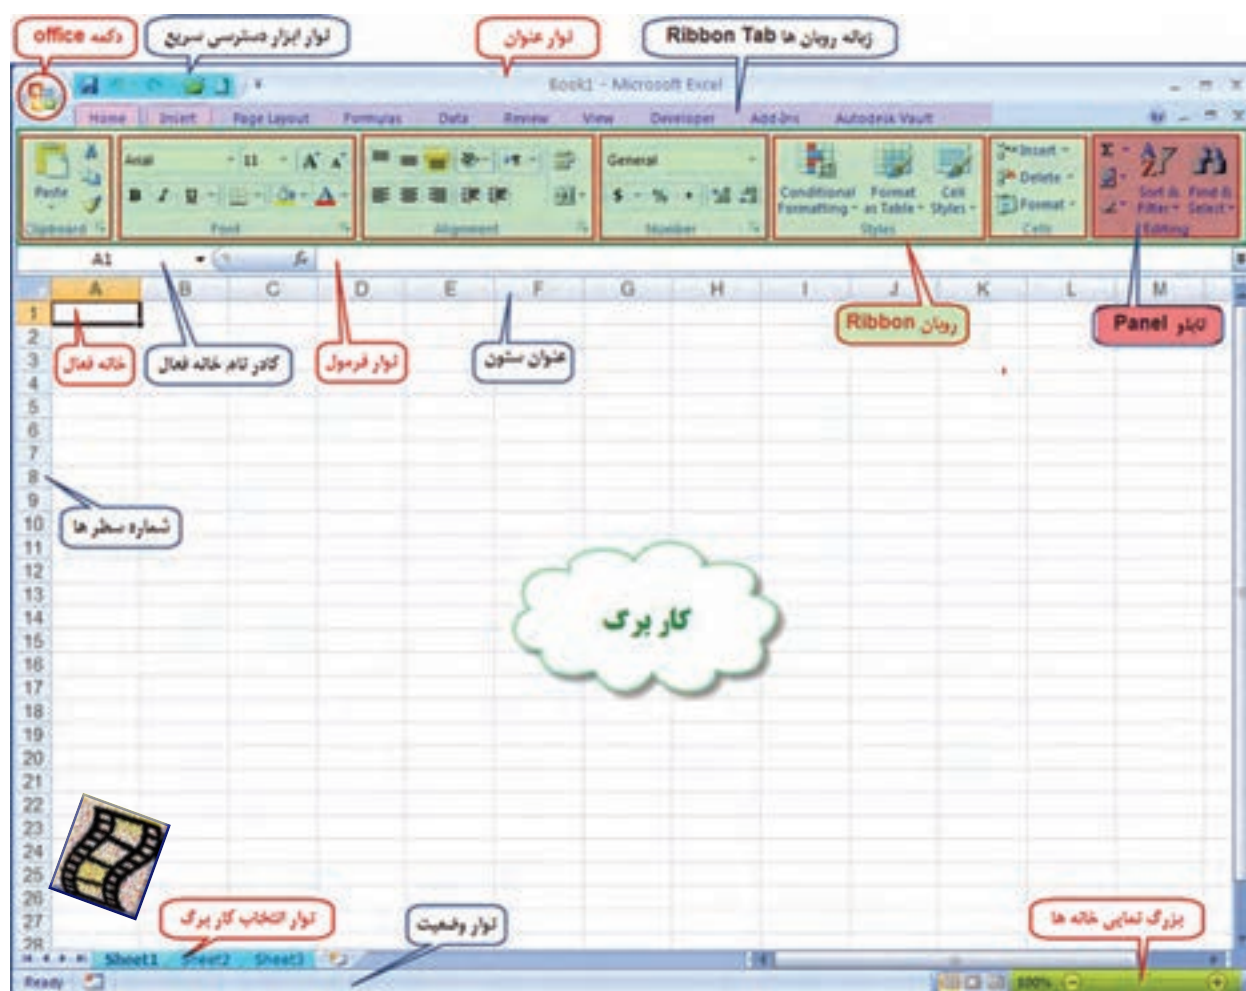 دکمه office
نوار ابزار دسترسی سریع
نوار عنوان
زبانه روبان ها Ribbon Tab
Book1 - Microsoft Excel
Home Insert Page Layout Formulas Data Review View Developer Add-Ins Autodesk Vault
Arial 11 General
Insert
Delete
Format
Paste
B I U
$ %
Conditional Formatting
Format as Table
Cell Styles
Sort & Filter
Find & Select
Clipboard Font Alignment Number Styles Cells Editing
A1 fx
A B C D E F G H I J K L M
روبان Ribbon
تابلو Panel
خانه فعال
کادر نام خانه فعال
نوار فرمول
عنوان ستون
1
2
3
4
5
6
7
8
9
10
11
12
13
14
15
16
17
18
19
20
21
22
23
24
25
26
27
28
شماره سطر ها
کار برگ
نوار انتخاب کار برگ
نوار وضعیت
بزرگ نمایی خانه ها
Sheet1 Sheet2 Sheet3
Ready 100%